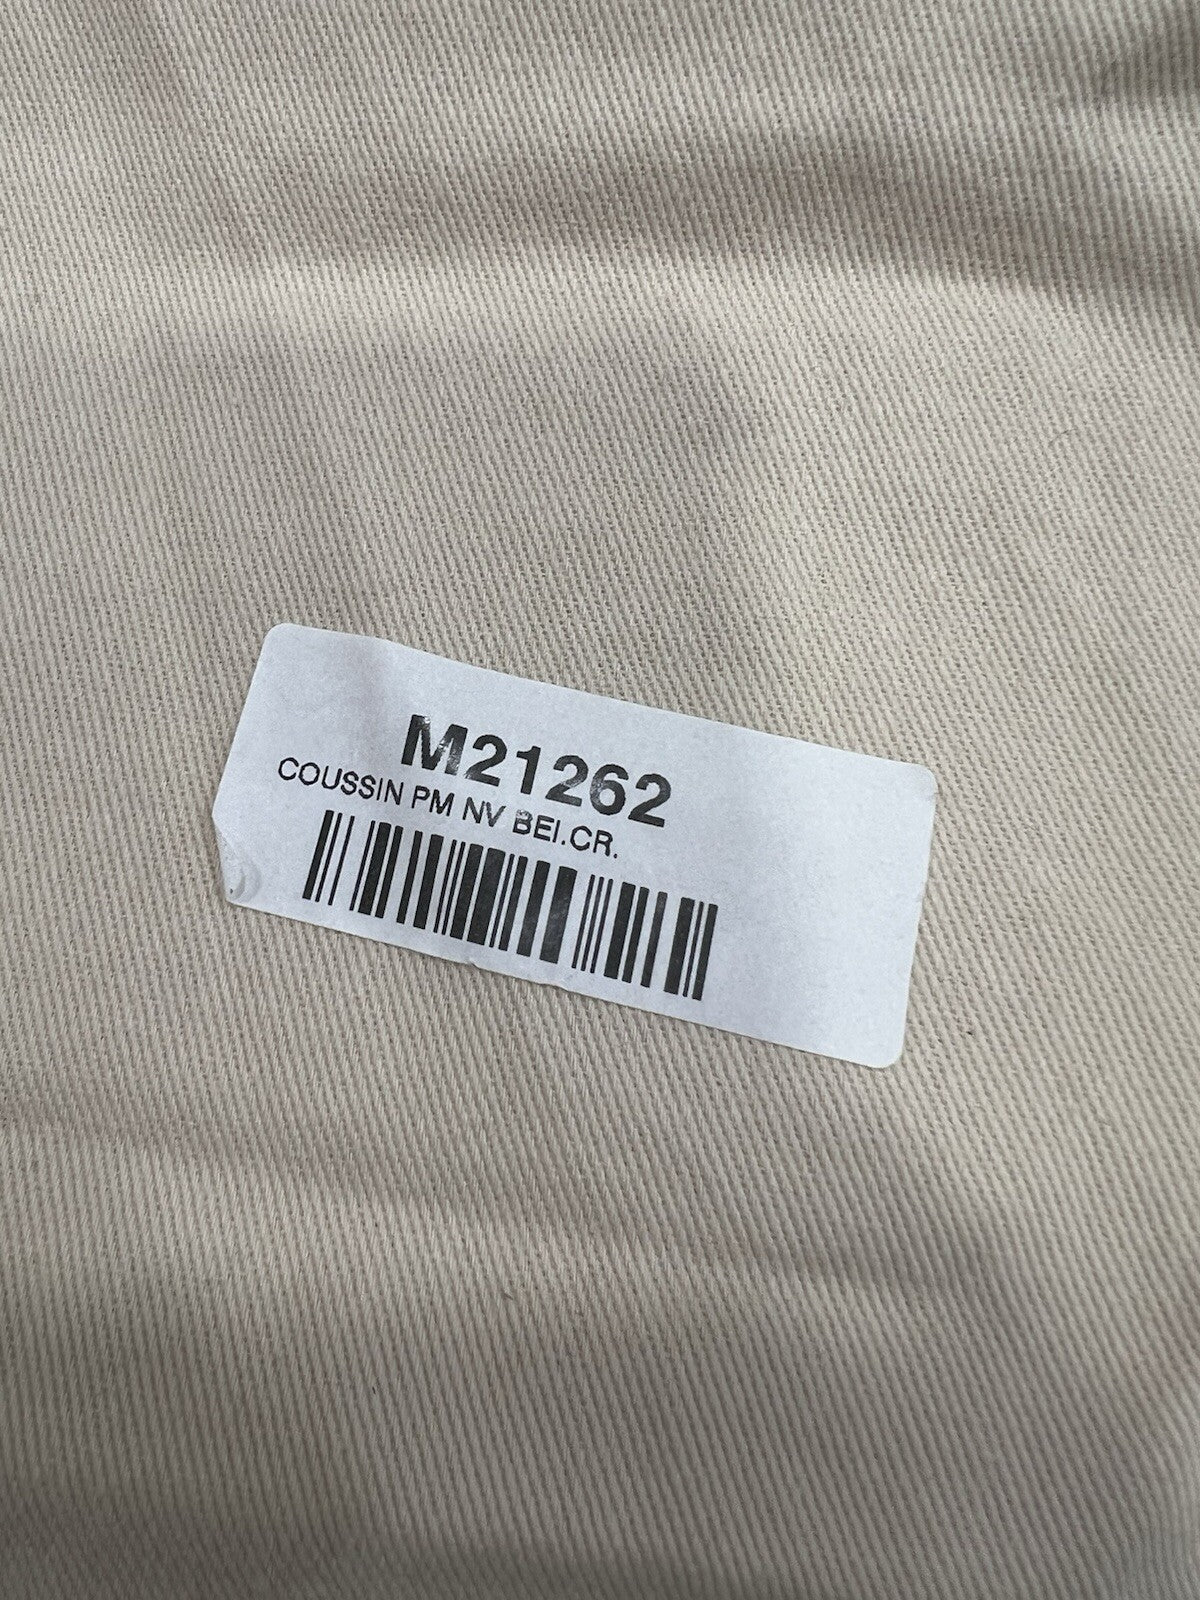 M21262
COUSSIN PM NV BEI.CR.